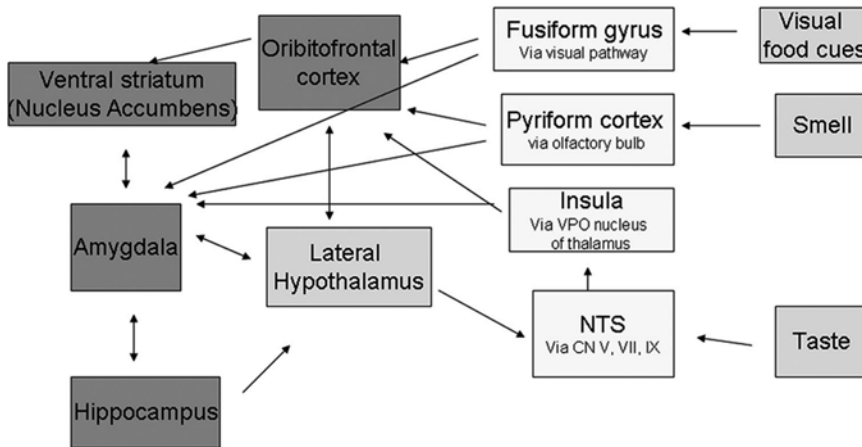 Oribitofrontal
cortex
Fusiform gyrus
Via visual pathway
Visual
food cues
Ventral striatum
(Nucleus Accumbens)
Pyriform cortex
via olfactory bulb
Smell
Insula
Via VPO nucleus
of thalamus
Amygdala
Lateral
Hypothalamus
NTS
Via CN V, VII, IX
Taste
Hippocampus